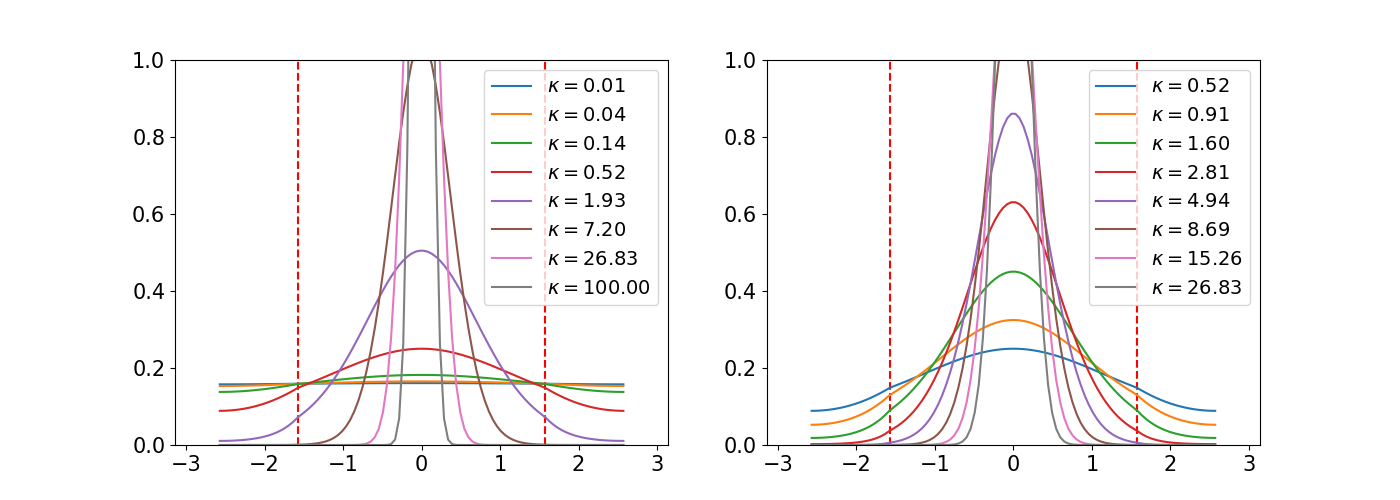 1.0
0.8
0.6
0.4
0.2
0.0
−3 −2 −1 0 1 2 3
κ = 0.01
κ = 0.04
κ = 0.14
κ = 0.52
κ = 1.93
κ = 7.20
κ = 26.83
κ = 100.00
1.0
0.8
0.6
0.4
0.2
0.0
−3 −2 −1 0 1 2 3
κ = 0.52
κ = 0.91
κ = 1.60
κ = 2.81
κ = 4.94
κ = 8.69
κ = 15.26
κ = 26.83